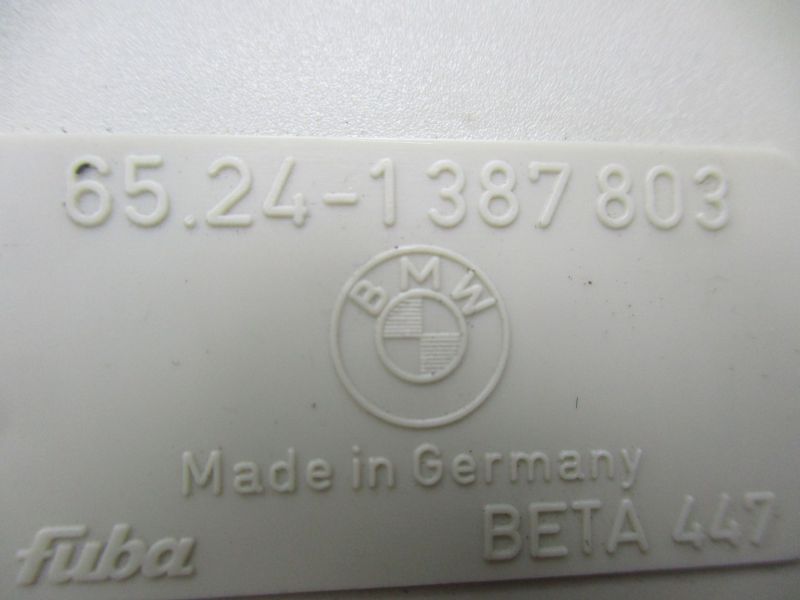 65.24-1 387 803
BMW
Made in Germany
fuba
BETA 447